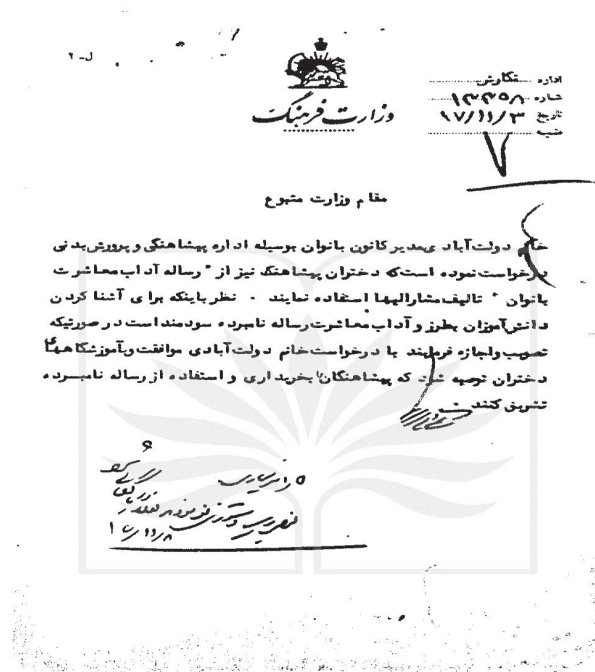 ل-۲
وزارت فرهنگ
اداره نگارش
شماره ۱۳۳۵۸
تاریخ ۱۷/۱۱/۳
ضمیمه
مقام وزارت متبوع
خانم دولت‌آبادی مدیر کانون بانوان بوسیله اداره پیشاهنگی و پرورش بدنی
درخواست نموده است که دختران پیشاهنگ نیز از " رساله آداب معاشرت
بانوان " تالیف مشارالیها استفاده نمایند . نظر باینکه برای آشنا کردن
دانش‌آموزان بطرز و آداب معاشرت رساله نامبرده سودمند است در صورتیکه
تصویب و اجازه فرمایند با درخواست خانم دولت‌آبادی موافقت و بآموزشگاههای
دختران توصیه شود که پیشاهنگان بخریداری و استفاده از رساله نامبرده
تشویق کنند